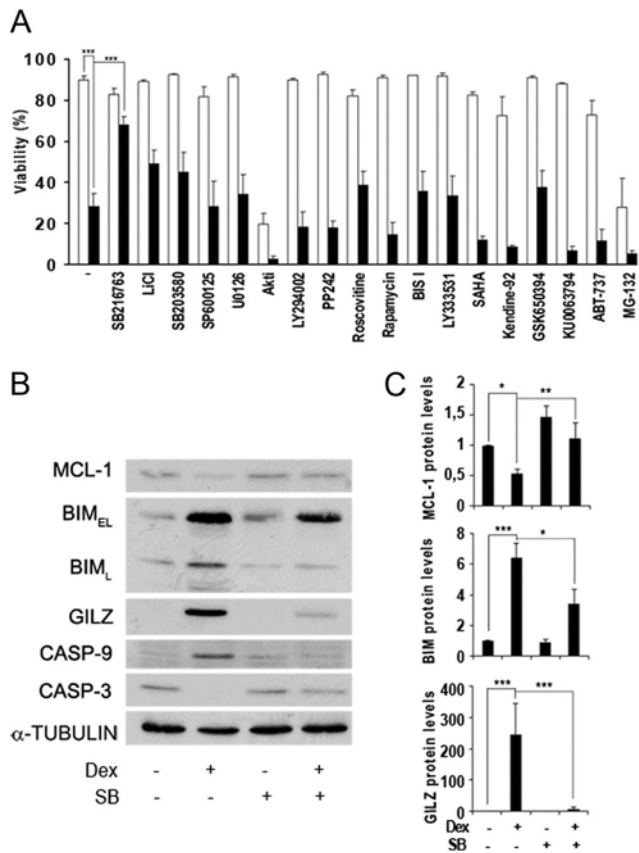 A
*** ***
Viability (%)
100
80
60
40
20
0
-
SB216763
LiCl
SB203580
SP600125
U0126
Akti
LY294002
PP242
Roscovitine
Rapamycin
BIS I
LY333531
SAHA
Kendine-92
GSK650394
KU0063794
ABT-737
MG-132
B
MCL-1
BIMEL
BIML
GILZ
CASP-9
CASP-3
α-TUBULIN
Dex - + - +
SB - - + +
C
MCL-1 protein levels
2
1,5
1
0,5
0
* **
BIM protein levels
8
6
4
2
0
*** *
GILZ protein levels
400
300
200
100
0
*** ***
Dex - + - +
SB - - + +